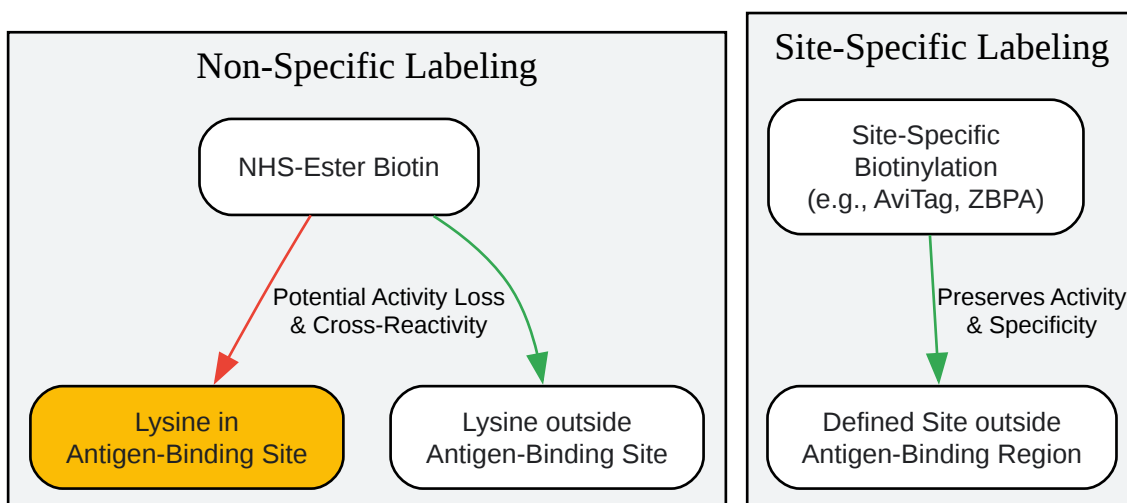 Non-Specific Labeling
NHS-Ester Biotin
Potential Activity Loss
& Cross-Reactivity
Lysine in
Antigen-Binding Site
Lysine outside
Antigen-Binding Site
Site-Specific Labeling
Site-Specific
Biotinylation
(e.g., AviTag, ZBPA)
Preserves Activity
& Specificity
Defined Site outside
Antigen-Binding Region